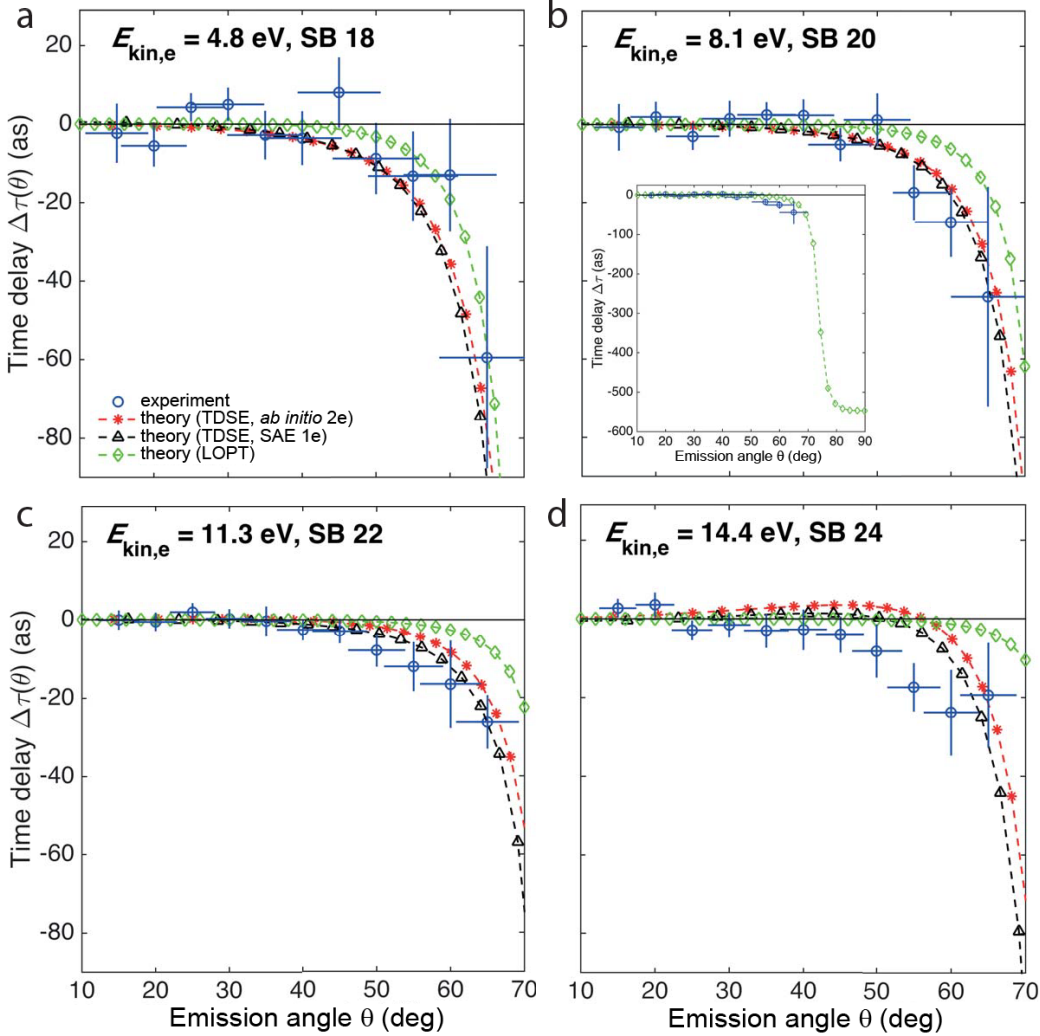 a
E_kin,e = 4.8 eV, SB 18
20
0
-20
-40
-60
-80
Time delay Δτ(θ) (as)
experiment
theory (TDSE, ab initio 2e)
theory (TDSE, SAE 1e)
theory (LOPT)
b
E_kin,e = 8.1 eV, SB 20
0
-100
-200
-300
-400
-500
-600
Time delay Δτ (as)
10 20 30 40 50 60 70 80 90
Emission angle θ (deg)
c
E_kin,e = 11.3 eV, SB 22
20
0
-20
-40
-60
-80
Time delay Δτ(θ) (as)
10 20 30 40 50 60 70
Emission angle θ (deg)
d
E_kin,e = 14.4 eV, SB 24
10 20 30 40 50 60 70
Emission angle θ (deg)